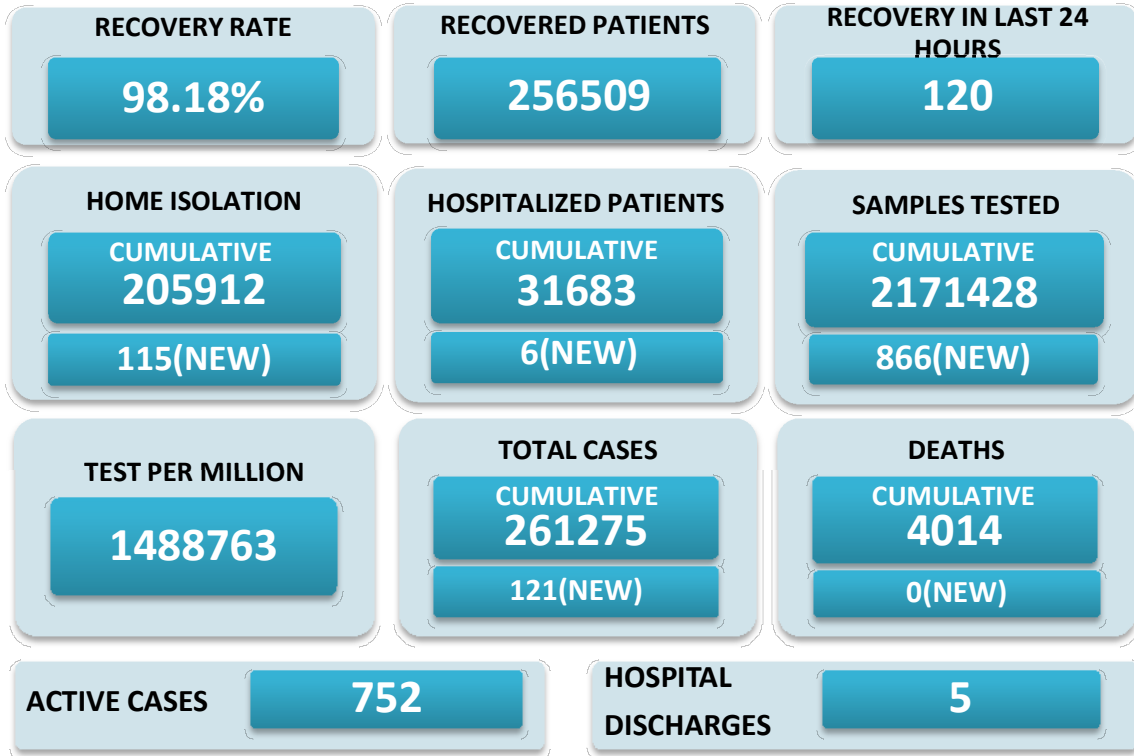 RECOVERY RATE
98.18%
RECOVERED PATIENTS
256509
RECOVERY IN LAST 24
HOURS
120
HOME ISOLATION
CUMULATIVE
205912
115(NEW)
HOSPITALIZED PATIENTS
CUMULATIVE
31683
6(NEW)
SAMPLES TESTED
CUMULATIVE
2171428
866(NEW)
TEST PER MILLION
1488763
TOTAL CASES
CUMULATIVE
261275
121(NEW)
DEATHS
CUMULATIVE
4014
0(NEW)
ACTIVE CASES
752
HOSPITAL
DISCHARGES
5